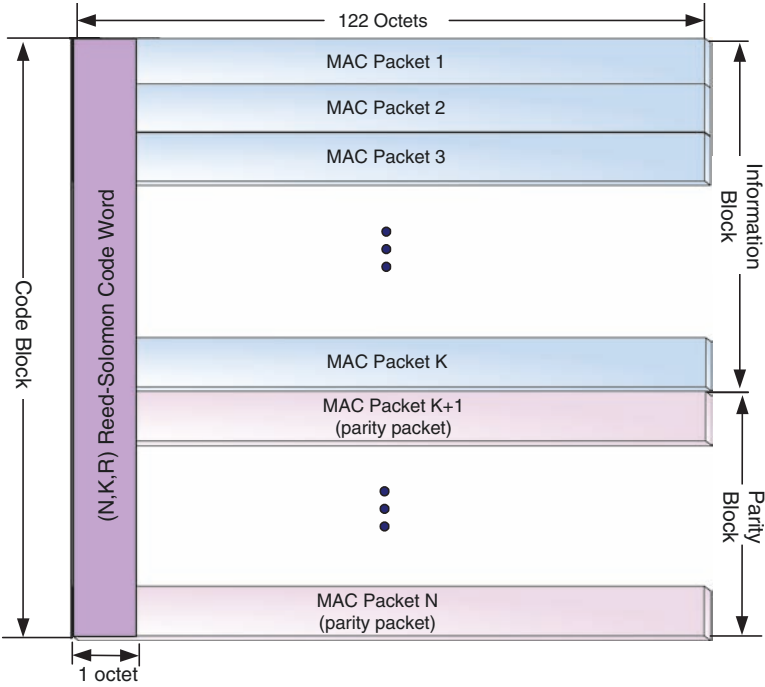 122 Octets
MAC Packet 1
MAC Packet 2
MAC Packet 3
Information
Block
(N,K,R) Reed-Solomon Code Word
Code Block
MAC Packet K
MAC Packet K+1
(parity packet)
Parity
Block
MAC Packet N
(parity packet)
1 octet